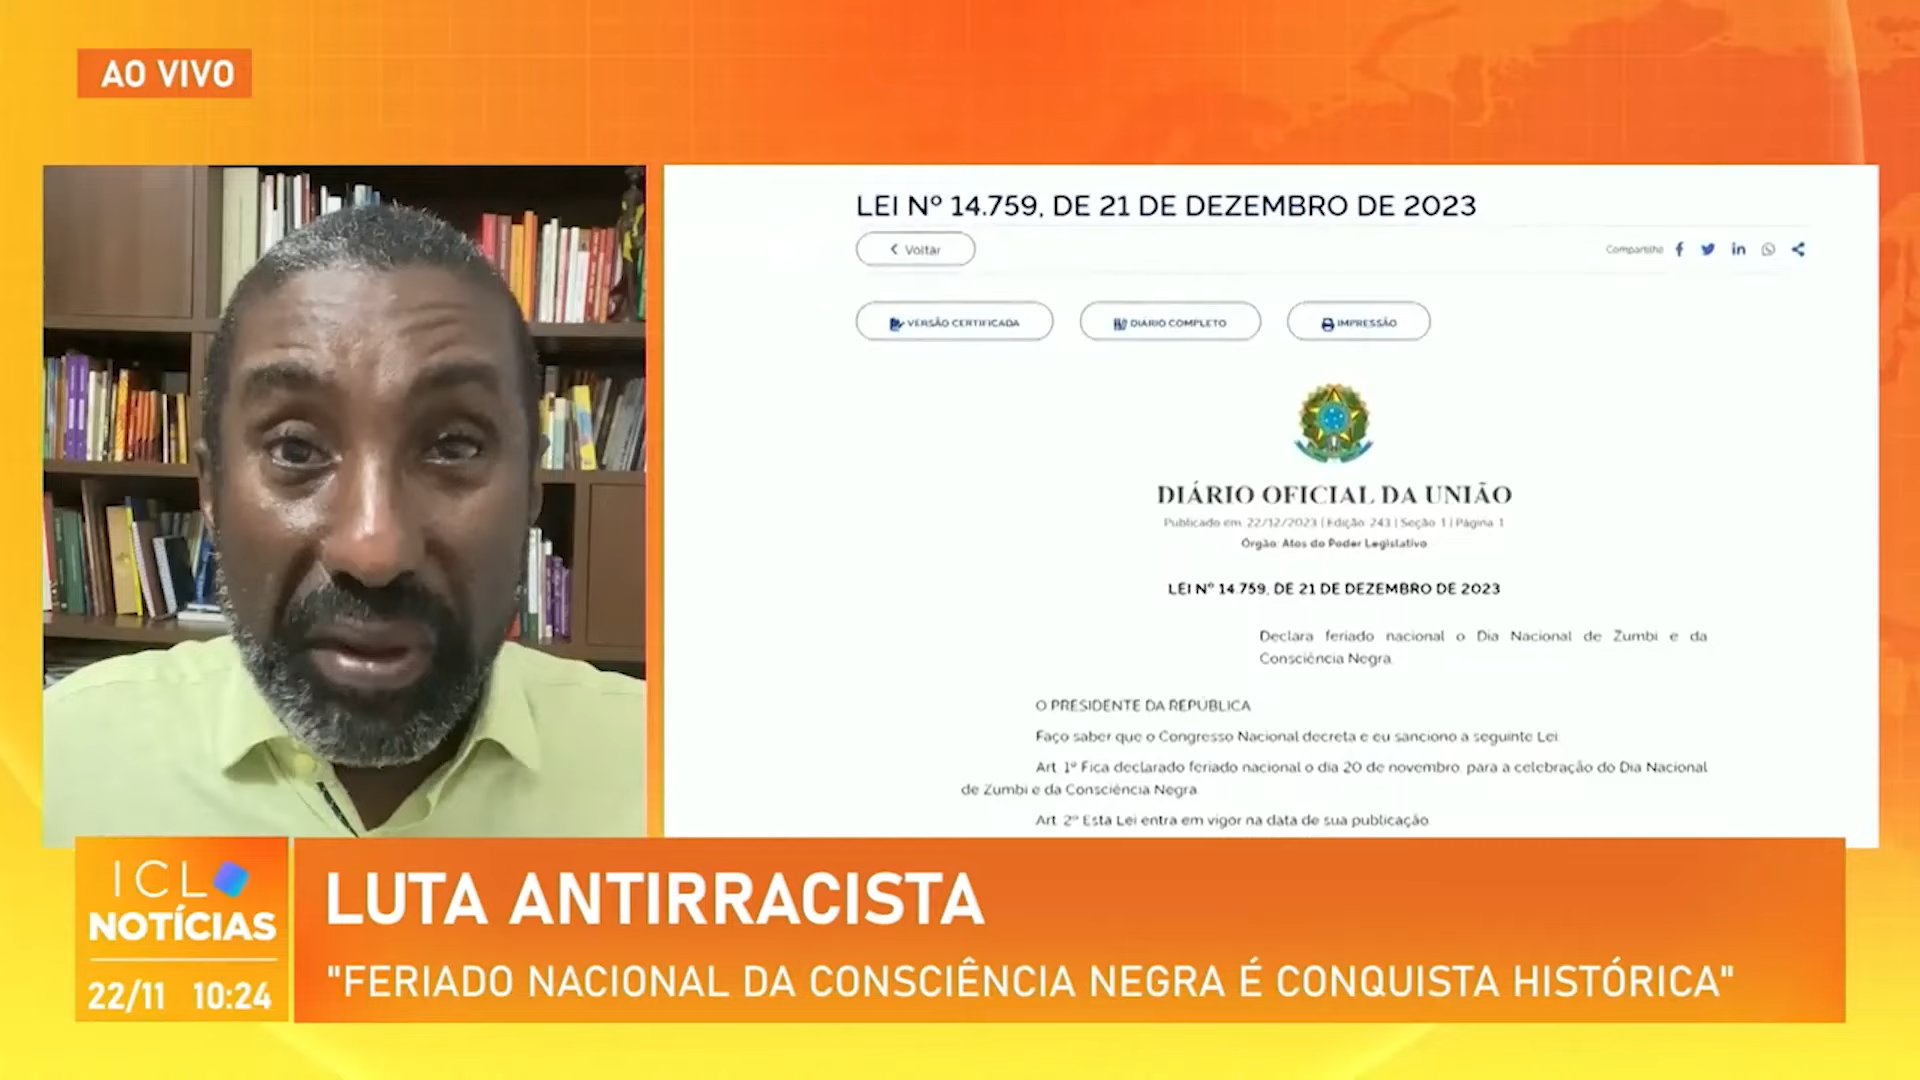 AO VIVO
LEI Nº 14.759, DE 21 DE DEZEMBRO DE 2023
Voltar
Compartilhe
VERSÃO CERTIFICADA
DIÁRIO COMPLETO
IMPRESSÃO
DIÁRIO OFICIAL DA UNIÃO
Publicado em: 22/12/2023 | Edição: 243 | Seção: 1 | Página: 1
Órgão: Atos do Poder Legislativo
LEI Nº 14.759, DE 21 DE DEZEMBRO DE 2023
Declara feriado nacional o Dia Nacional de Zumbi e da
Consciência Negra.
O PRESIDENTE DA REPÚBLICA
Faço saber que o Congresso Nacional decreta e eu sanciono a seguinte Lei:
Art. 1º Fica declarado feriado nacional o dia 20 de novembro, para a celebração do Dia Nacional
de Zumbi e da Consciência Negra.
Art. 2º Esta Lei entra em vigor na data de sua publicação.
ICL
NOTÍCIAS
22/11 10:24
LUTA ANTIRRACISTA
"FERIADO NACIONAL DA CONSCIÊNCIA NEGRA É CONQUISTA HISTÓRICA"